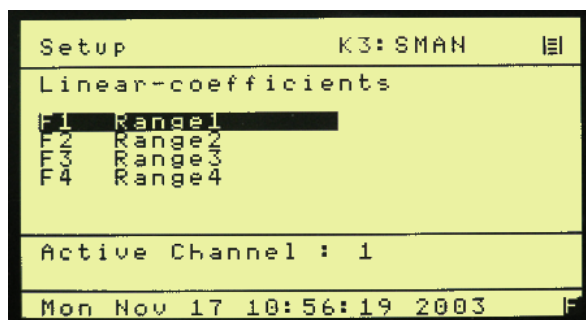 Setup K3:SMAN
Linear-coefficients
F1 Range1
F2 Range2
F3 Range3
F4 Range4
Active Channel : 1
Mon Nov 17 10:56:19 2003 F